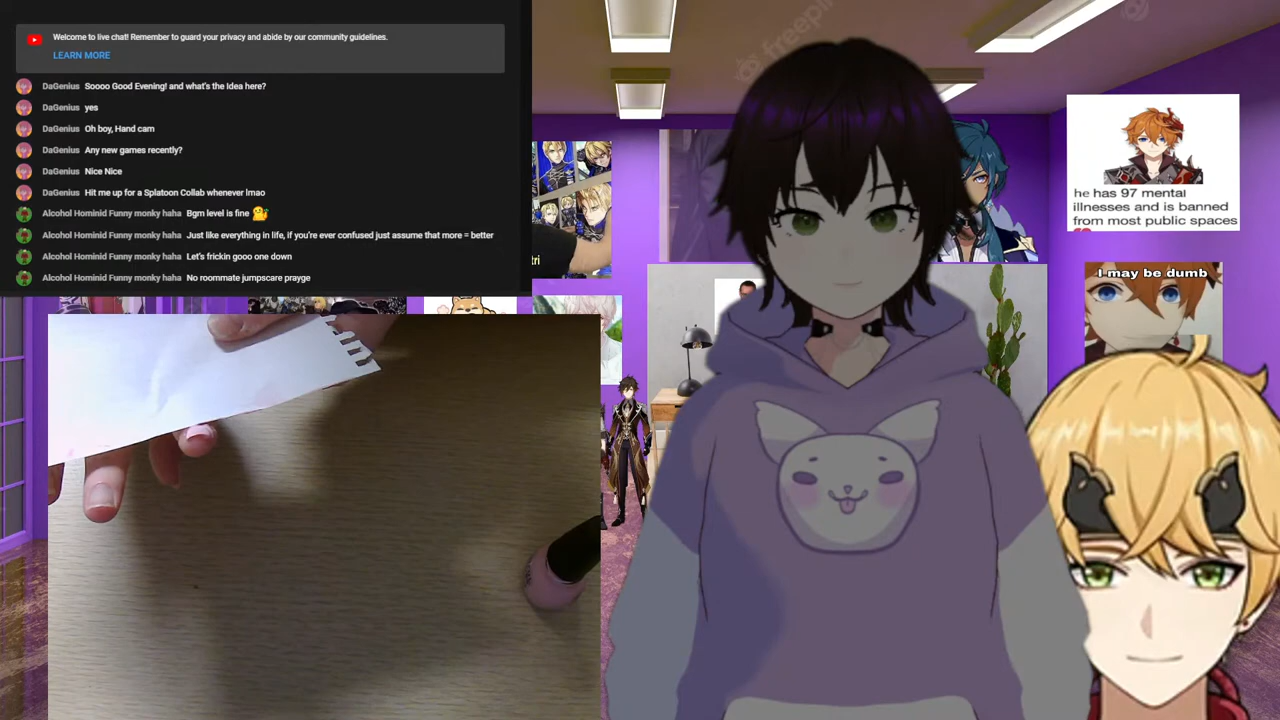 Welcome to live chat! Remember to guard your privacy and abide by our community guidelines.
LEARN MORE
DaGenius Soooo Good Evening! and what's the Idea here?
DaGenius yes
DaGenius Oh boy, Hand cam
DaGenius Any new games recently?
DaGenius Nice Nice
DaGenius Hit me up for a Splatoon Collab whenever lmao
Alcohol Hominid Funny monky haha Bgm level is fine
Alcohol Hominid Funny monky haha Just like everything in life, if you're ever confused just assume that more = better
Alcohol Hominid Funny monky haha Let's frickin gooo one down
Alcohol Hominid Funny monky haha No roommate jumpscare prayge
he has 97 mental
illnesses and is banned
from most public spaces
I may be dumb